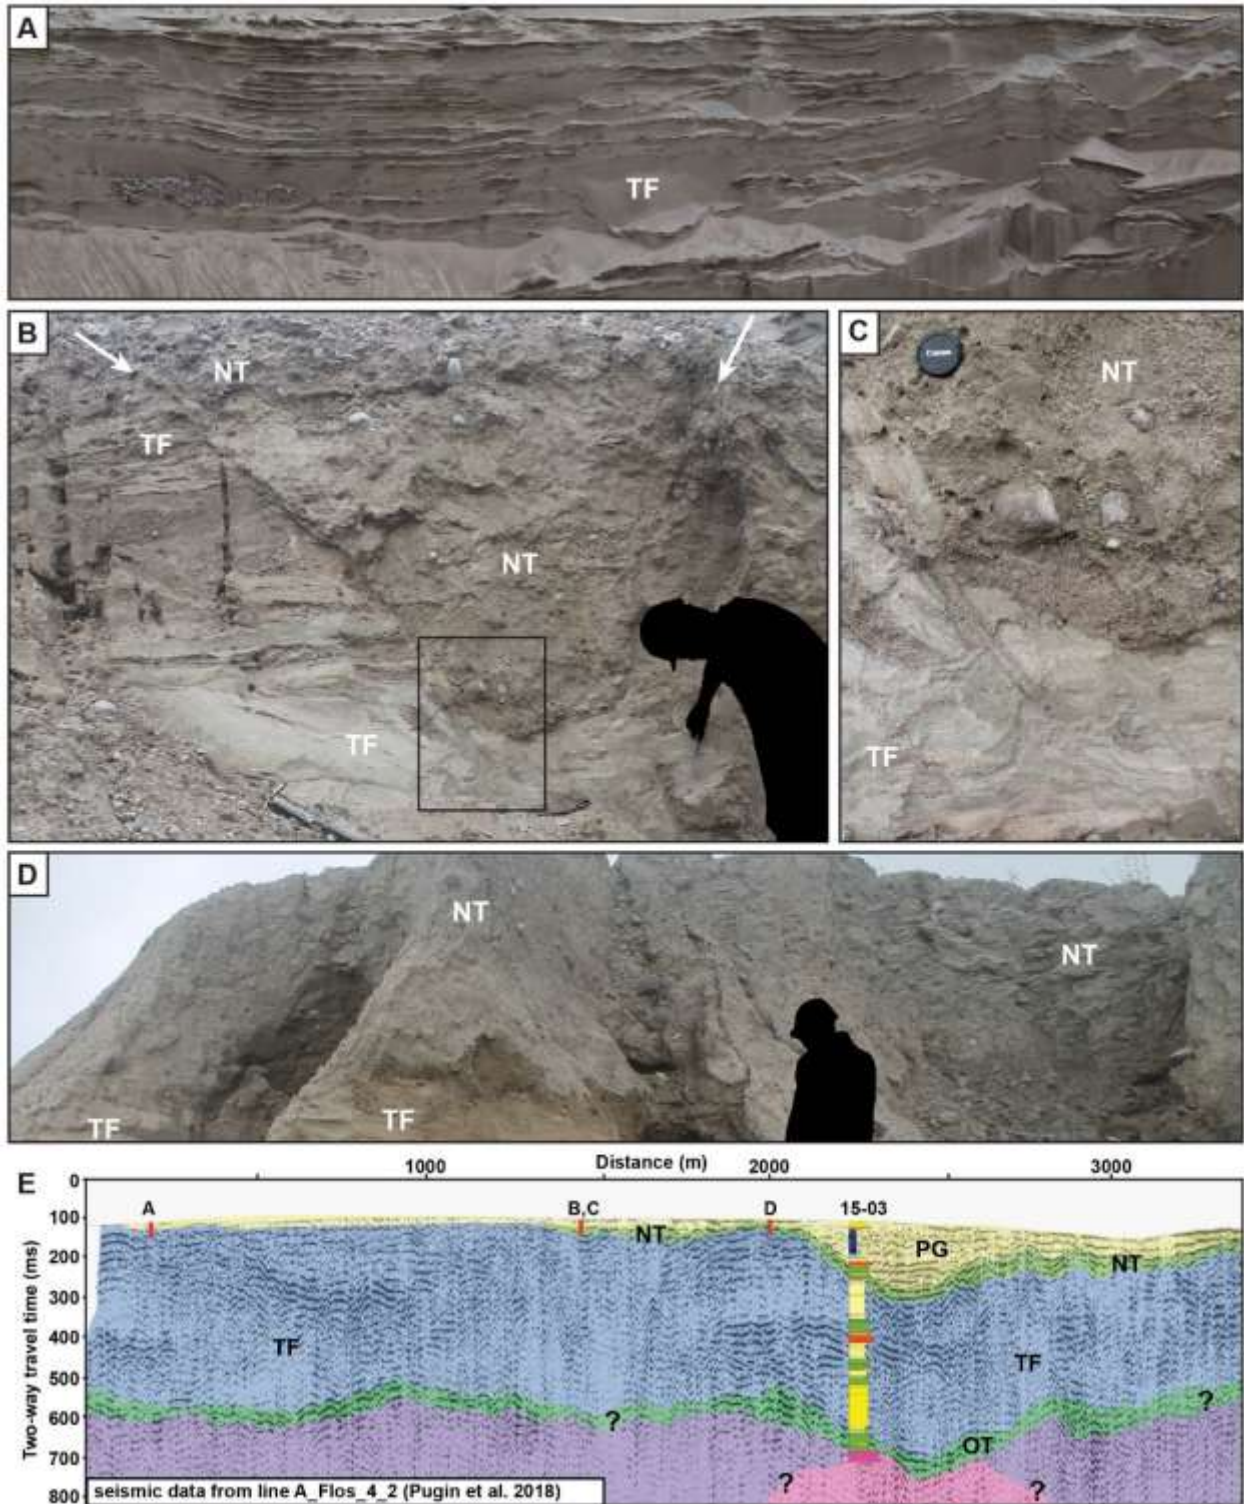 A
TF
B
NT
TF
NT
TF
C
Canon
NT
TF
D
NT
NT
TF
TF
E
Distance (m)
1000
2000
3000
Two-way travel time (ms)
0
100
200
300
400
500
600
700
800
A
B,C
D
15-03
NT
PG
NT
TF
TF
?
?
OT
?
?
seismic data from line A_Flos_4_2 (Pugin et al. 2018)